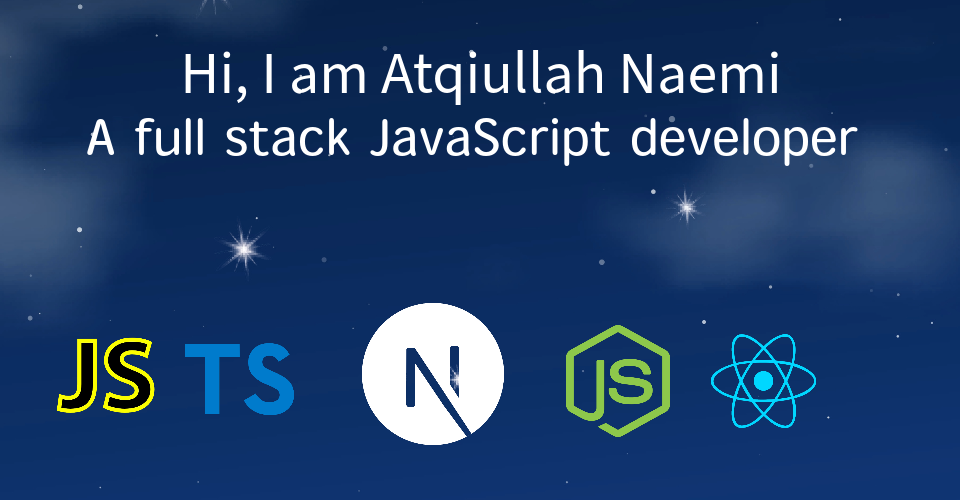 Hi, I am Atqiullah Naemi
A full stack JavaScript developer
JS TS N JS